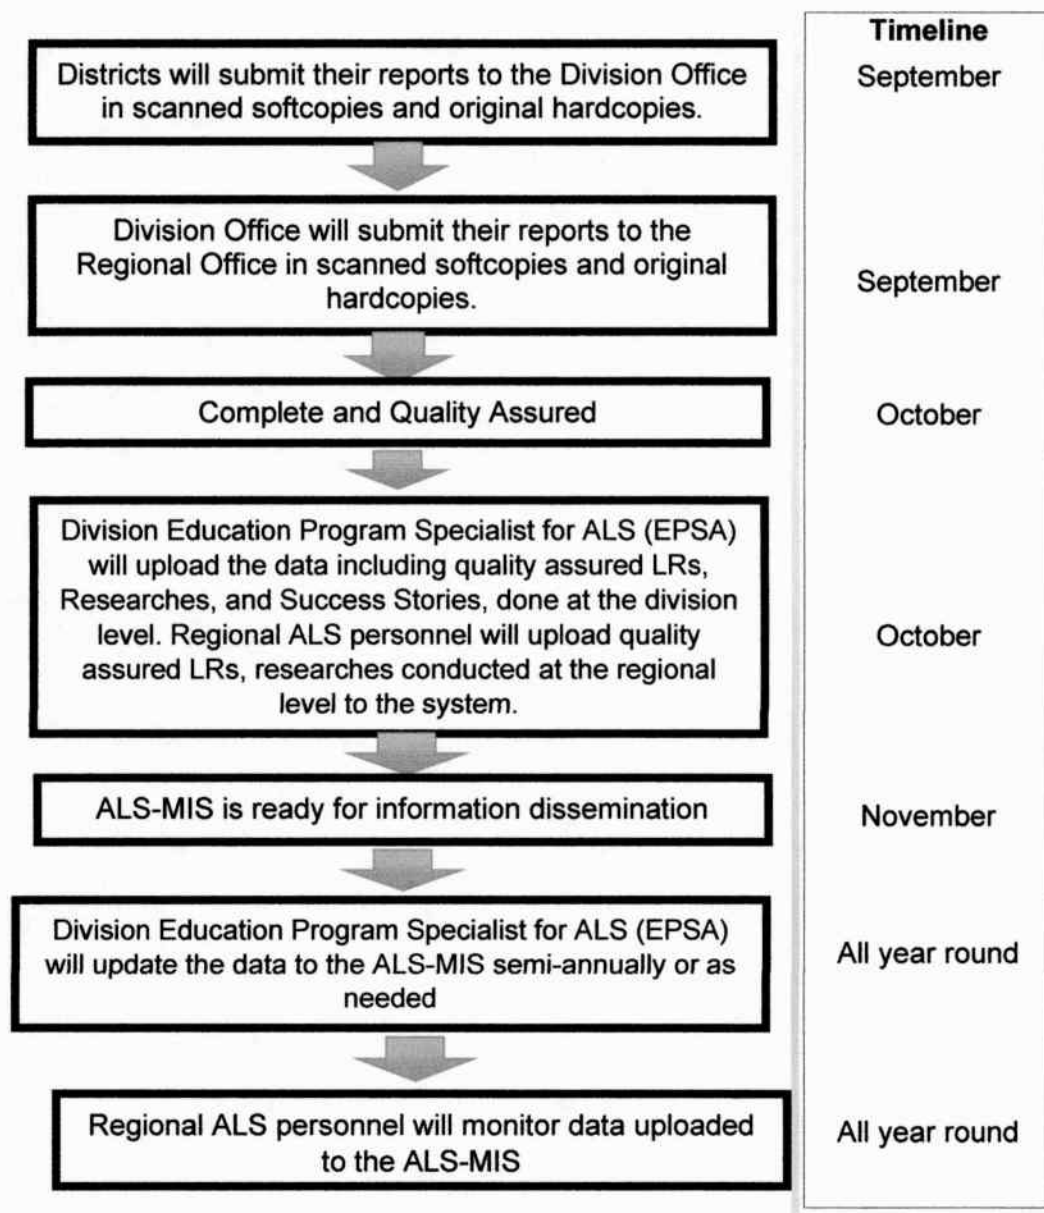 Timeline
Districts will submit their reports to the Division Office
in scanned softcopies and original hardcopies.
September
Division Office will submit their reports to the
Regional Office in scanned softcopies and original
hardcopies.
September
Complete and Quality Assured
October
Division Education Program Specialist for ALS (EPSA)
will upload the data including quality assured LRs,
Researches, and Success Stories, done at the division
level. Regional ALS personnel will upload quality
assured LRs, researches conducted at the regional
level to the system.
October
ALS-MIS is ready for information dissemination
November
Division Education Program Specialist for ALS (EPSA)
will update the data to the ALS-MIS semi-annually or as
needed
All year round
Regional ALS personnel will monitor data uploaded
to the ALS-MIS
All year round